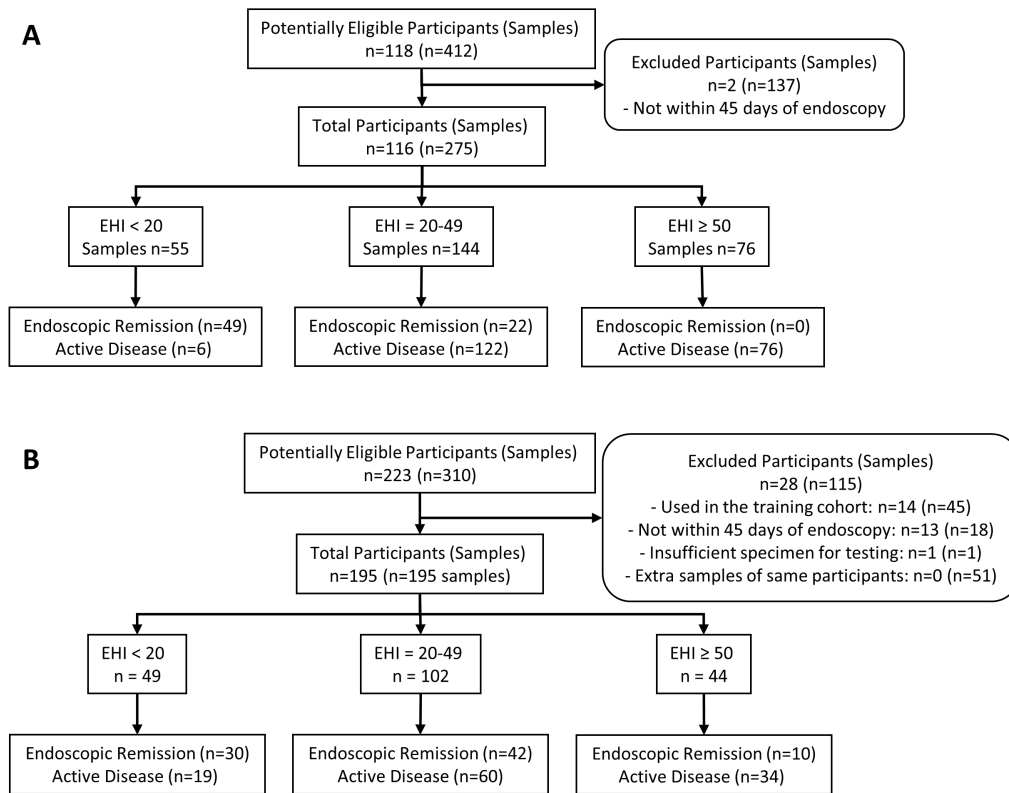 A
Potentially Eligible Participants (Samples)
n=118 (n=412)
Excluded Participants (Samples)
n=2 (n=137)
- Not within 45 days of endoscopy
Total Participants (Samples)
n=116 (n=275)
EHI < 20
Samples n=55
EHI = 20-49
Samples n=144
EHI ≥ 50
Samples n=76
Endoscopic Remission (n=49)
Active Disease (n=6)
Endoscopic Remission (n=22)
Active Disease (n=122)
Endoscopic Remission (n=0)
Active Disease (n=76)
B
Potentially Eligible Participants (Samples)
n=223 (n=310)
Excluded Participants (Samples)
n=28 (n=115)
- Used in the training cohort: n=14 (n=45)
- Not within 45 days of endoscopy: n=13 (n=18)
- Insufficient specimen for testing: n=1 (n=1)
- Extra samples of same participants: n=0 (n=51)
Total Participants (Samples)
n=195 (n=195 samples)
EHI < 20
n = 49
EHI = 20-49
n = 102
EHI ≥ 50
n = 44
Endoscopic Remission (n=30)
Active Disease (n=19)
Endoscopic Remission (n=42)
Active Disease (n=60)
Endoscopic Remission (n=10)
Active Disease (n=34)